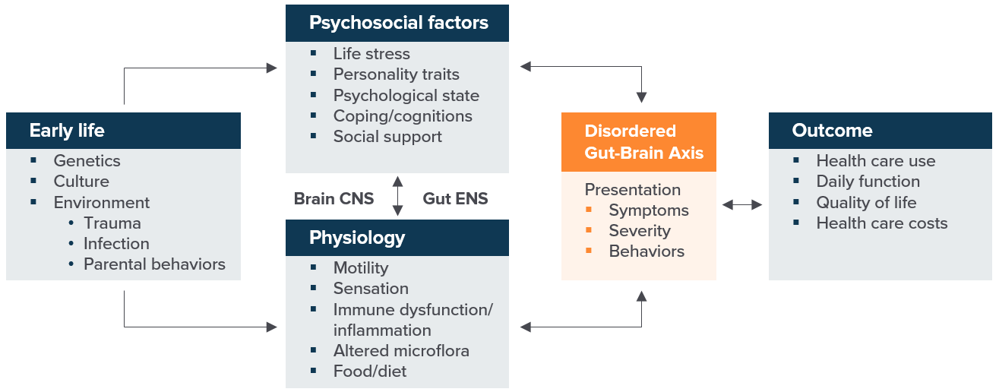 Psychosocial factors
▪ Life stress
▪ Personality traits
▪ Psychological state
▪ Coping/cognitions
▪ Social support
Early life
▪ Genetics
▪ Culture
▪ Environment
• Trauma
• Infection
• Parental behaviors
Brain CNS
Gut ENS
Physiology
▪ Motility
▪ Sensation
▪ Immune dysfunction/
inflammation
▪ Altered microflora
▪ Food/diet
Disordered
Gut-Brain Axis
Presentation
▪ Symptoms
▪ Severity
▪ Behaviors
Outcome
▪ Health care use
▪ Daily function
▪ Quality of life
▪ Health care costs